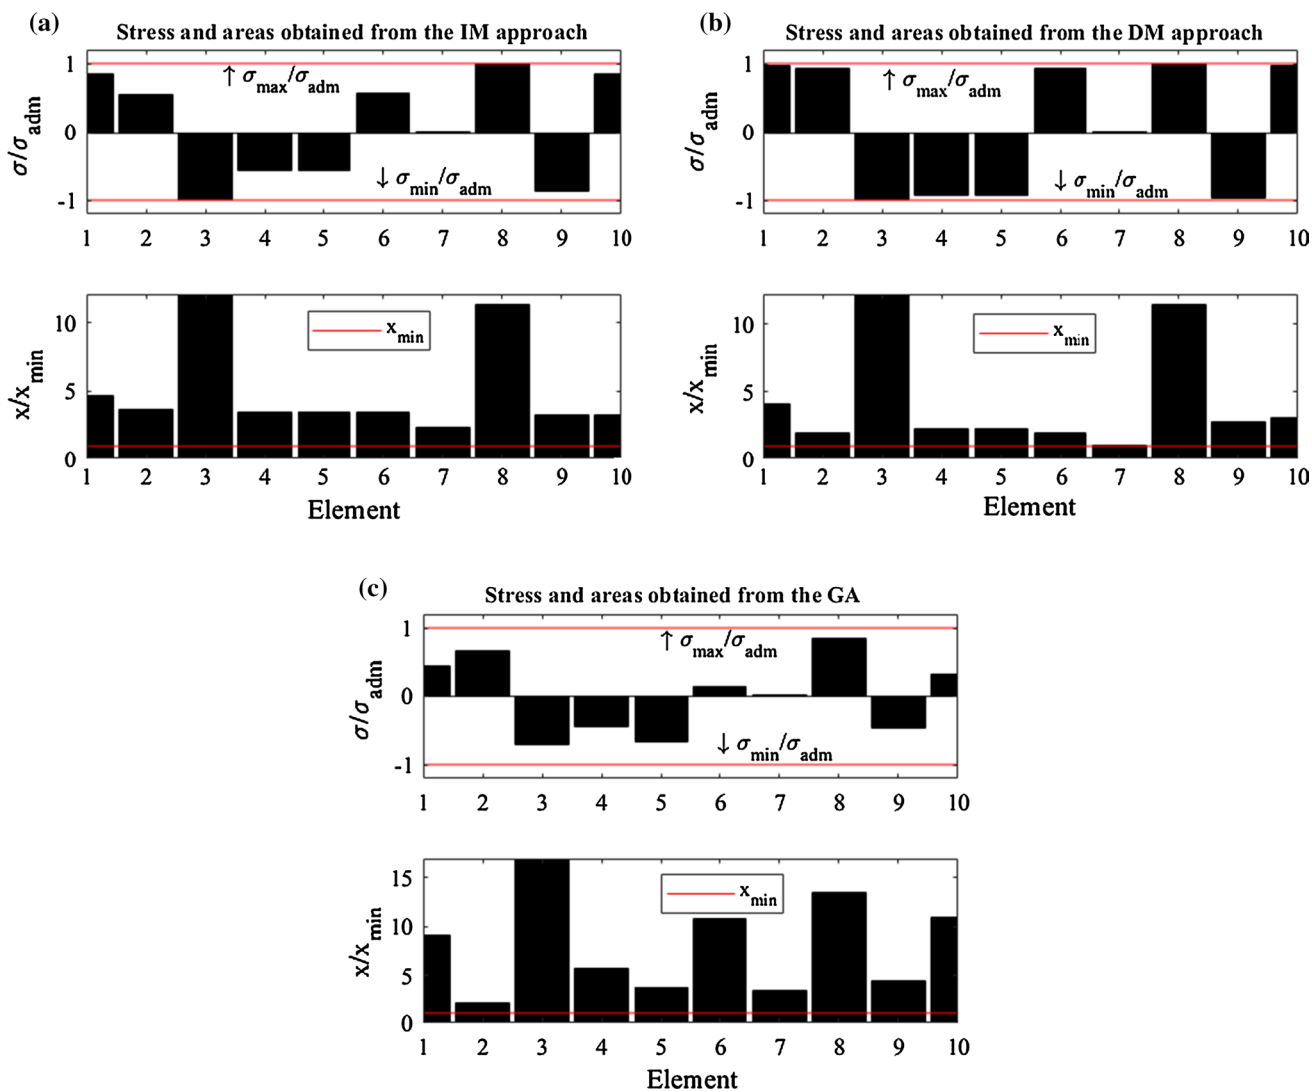 (a)
Stress and areas obtained from the IM approach
1
↑ σmax/σadm
σ/σadm
0
↓ σmin/σadm
-1
1 2 3 4 5 6 7 8 9 10
10
xmin
x/xmin
5
0
1 2 3 4 5 6 7 8 9 10
Element
(b)
Stress and areas obtained from the DM approach
1
↑ σmax/σadm
σ/σadm
0
↓ σmin/σadm
-1
1 2 3 4 5 6 7 8 9 10
10
xmin
x/xmin
5
0
1 2 3 4 5 6 7 8 9 10
Element
(c)
Stress and areas obtained from the GA
1
↑ σmax/σadm
σ/σadm
0
↓ σmin/σadm
-1
1 2 3 4 5 6 7 8 9 10
15
xmin
10
x/xmin
5
0
1 2 3 4 5 6 7 8 9 10
Element